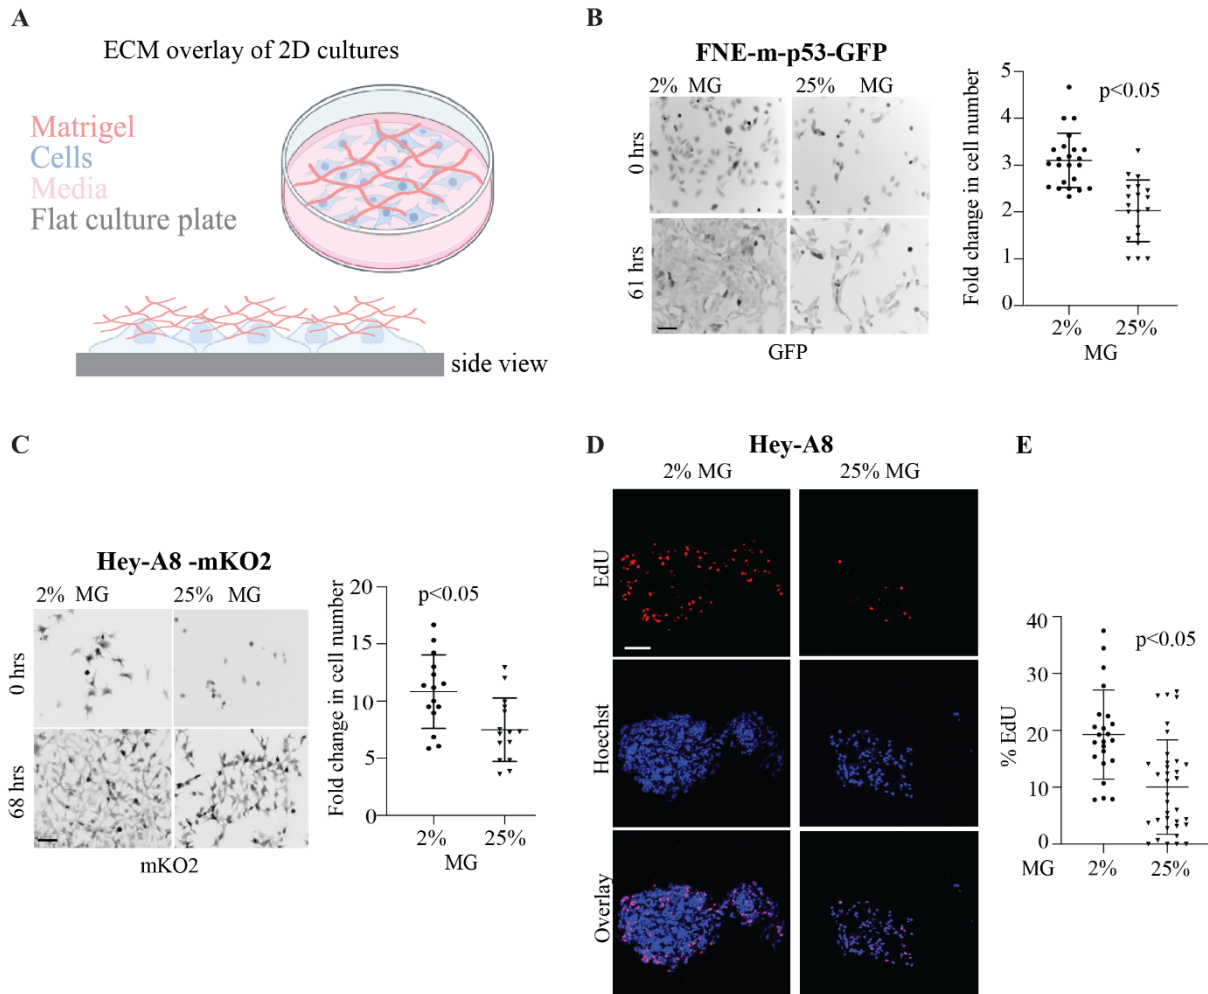 A
ECM overlay of 2D cultures
Matrigel
Cells
Media
Flat culture plate
side view
B
FNE-m-p53-GFP
2% MG 25% MG
0 hrs
61 hrs
GFP
Fold change in cell number
5
4
3
2
1
0
p<0.05
2% 25%
MG
C
Hey-A8 -mKO2
2% MG 25% MG
0 hrs
68 hrs
mKO2
Fold change in cell number
20
15
10
5
0
p<0.05
2% 25%
MG
D
Hey-A8
2% MG 25% MG
EdU
Hoechst
Overlay
E
% EdU
40
30
20
10
0
p<0.05
MG 2% 25%